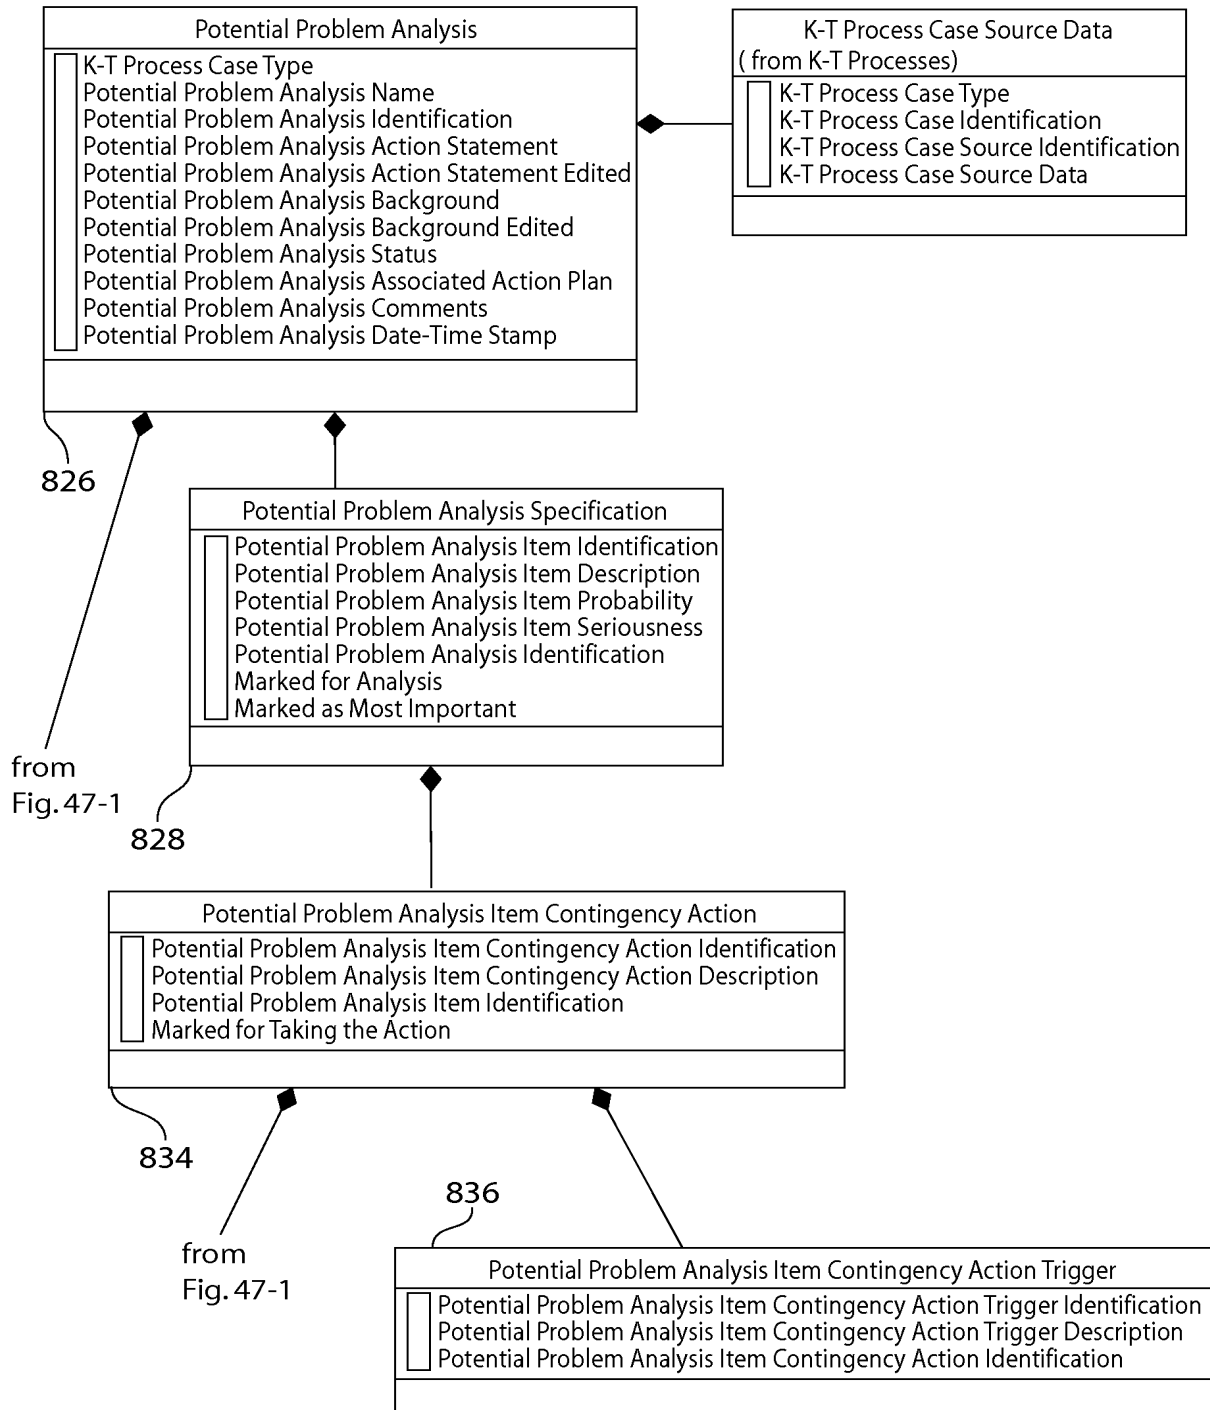 Potential Problem Analysis
K-T Process Case Type
Potential Problem Analysis Name
Potential Problem Analysis Identification
Potential Problem Analysis Action Statement
Potential Problem Analysis Action Statement Edited
Potential Problem Analysis Background
Potential Problem Analysis Background Edited
Potential Problem Analysis Status
Potential Problem Analysis Associated Action Plan
Potential Problem Analysis Comments
Potential Problem Analysis Date-Time Stamp
K-T Process Case Source Data
( from K-T Processes)
K-T Process Case Type
K-T Process Case Identification
K-T Process Case Source Identification
K-T Process Case Source Data
826
Potential Problem Analysis Specification
Potential Problem Analysis Item Identification
Potential Problem Analysis Item Description
Potential Problem Analysis Item Probability
Potential Problem Analysis Item Seriousness
Potential Problem Analysis Identification
Marked for Analysis
Marked as Most Important
from
Fig. 47-1
828
Potential Problem Analysis Item Contingency Action
Potential Problem Analysis Item Contingency Action Identification
Potential Problem Analysis Item Contingency Action Description
Potential Problem Analysis Item Identification
Marked for Taking the Action
834
836
from
Fig. 47-1
Potential Problem Analysis Item Contingency Action Trigger
Potential Problem Analysis Item Contingency Action Trigger Identification
Potential Problem Analysis Item Contingency Action Trigger Description
Potential Problem Analysis Item Contingency Action Identification